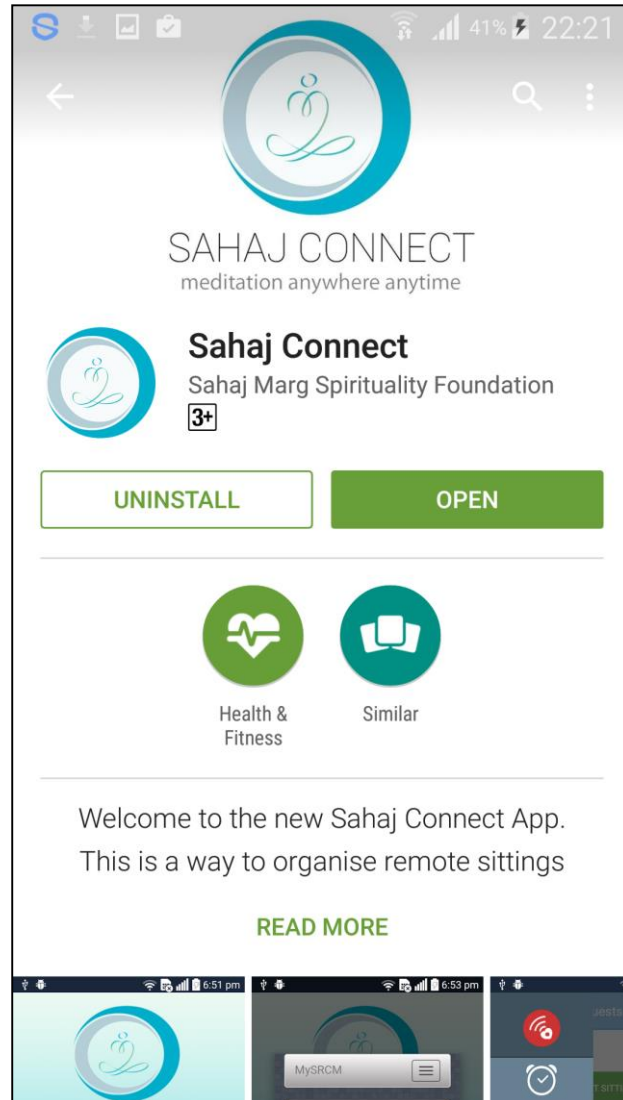 41% 22:21
SAHAJ CONNECT
meditation anywhere anytime
Sahaj Connect
Sahaj Marg Spirituality Foundation
3+
UNINSTALL
OPEN
Health &
Fitness
Similar
Welcome to the new Sahaj Connect App.
This is a way to organise remote sittings
READ MORE
6:51 pm
6:53 pm
MySRCM